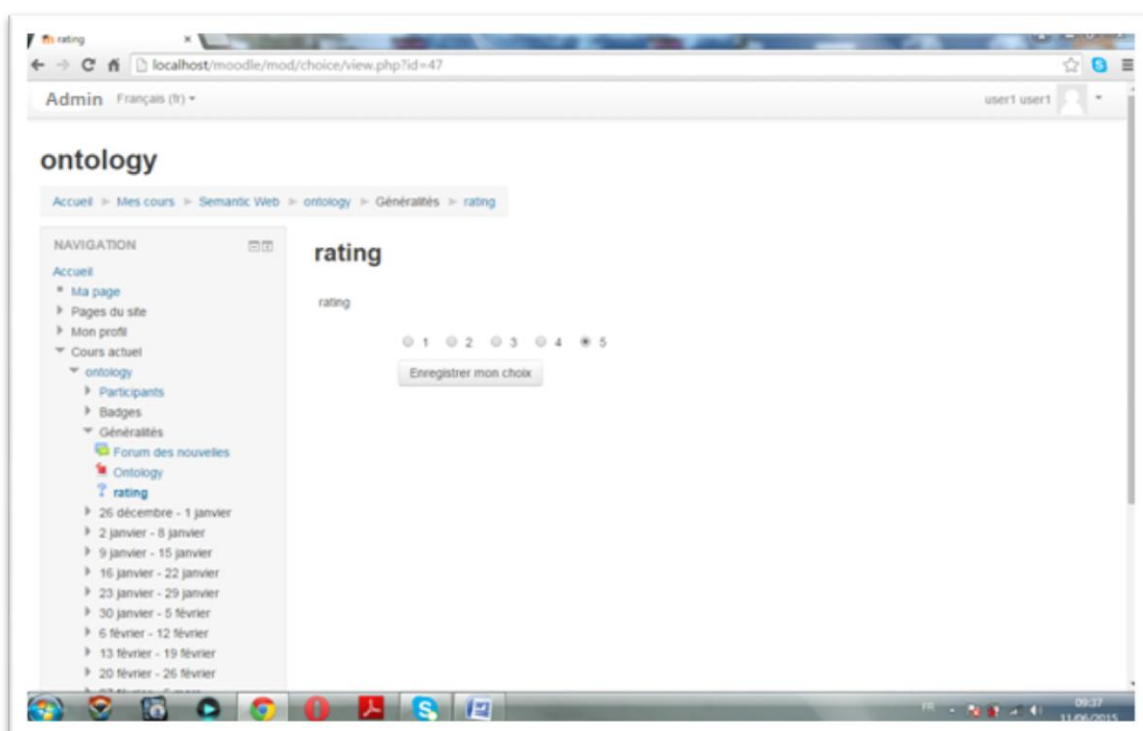 rating
localhost/moodle/mod/choice/view.php?id=47
Admin Français (fr)
user1 user1
ontology
Accueil Mes cours Semantic Web ontology Généralités rating
NAVIGATION
Accueil
Ma page
Pages du site
Mon profil
Cours actuel
ontology
Participants
Badges
Généralités
Forum des nouvelles
Ontology
rating
26 décembre - 1 janvier
2 janvier - 8 janvier
9 janvier - 15 janvier
16 janvier - 22 janvier
23 janvier - 29 janvier
30 janvier - 5 février
6 février - 12 février
13 février - 19 février
20 février - 26 février
rating
rating
1 2 3 4 5
Enregistrer mon choix
FR
09:37
11/06/2015